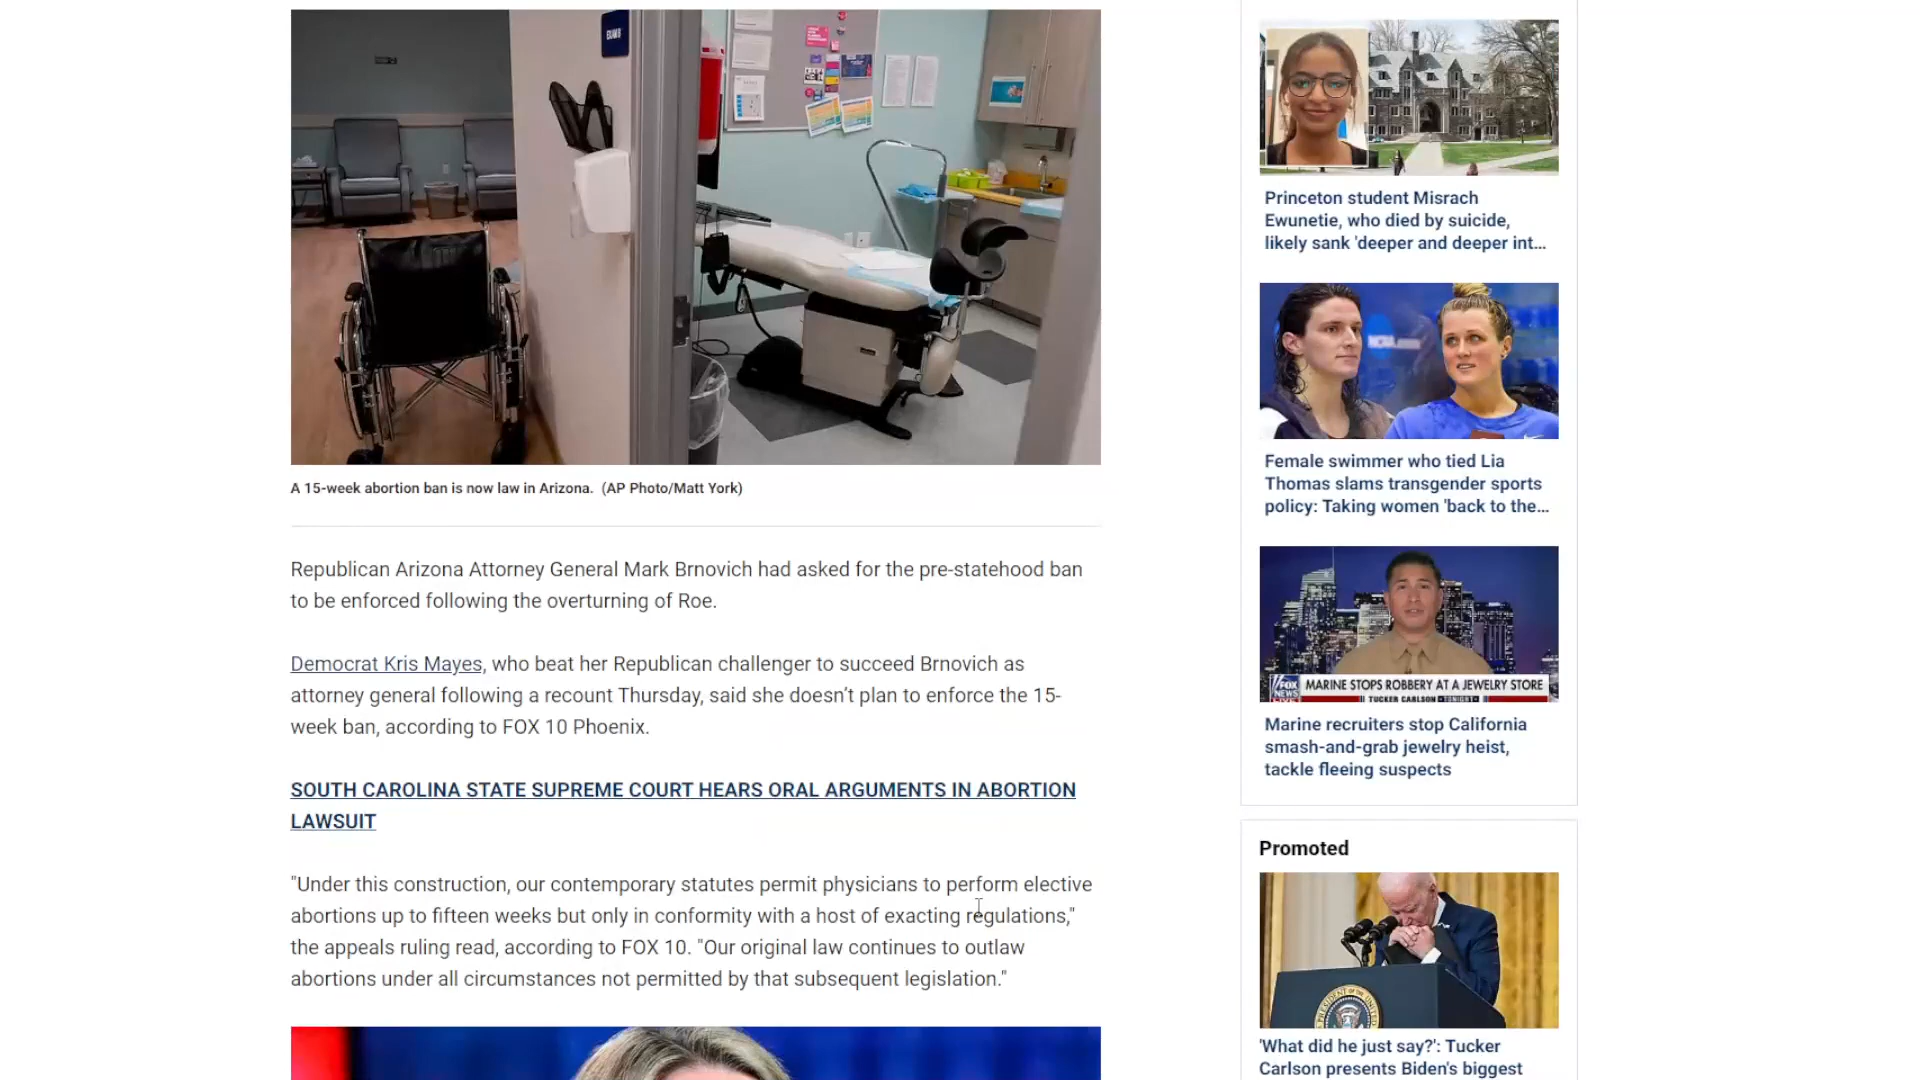 EXAM
A 15-week abortion ban is now law in Arizona.  (AP Photo/Matt York)
Republican Arizona Attorney General Mark Brnovich had asked for the pre-statehood ban
to be enforced following the overturning of Roe.
Democrat Kris Mayes, who beat her Republican challenger to succeed Brnovich as
attorney general following a recount Thursday, said she doesn’t plan to enforce the 15-
week ban, according to FOX 10 Phoenix.
SOUTH CAROLINA STATE SUPREME COURT HEARS ORAL ARGUMENTS IN ABORTION
LAWSUIT
"Under this construction, our contemporary statutes permit physicians to perform elective
abortions up to fifteen weeks but only in conformity with a host of exacting regulations,"
the appeals ruling read, according to FOX 10. "Our original law continues to outlaw
abortions under all circumstances not permitted by that subsequent legislation."
Princeton student Misrach
Ewunetie, who died by suicide,
likely sank 'deeper and deeper int...
NCAA
Female swimmer who tied Lia
Thomas slams transgender sports
policy: Taking women 'back to the...
FOX
NEWS
MARINE STOPS ROBBERY AT A JEWELRY STORE
TUCKER CARLSON TONIGHT
Marine recruiters stop California
smash-and-grab jewelry heist,
tackle fleeing suspects
Promoted
'What did he just say?': Tucker
Carlson presents Biden's biggest